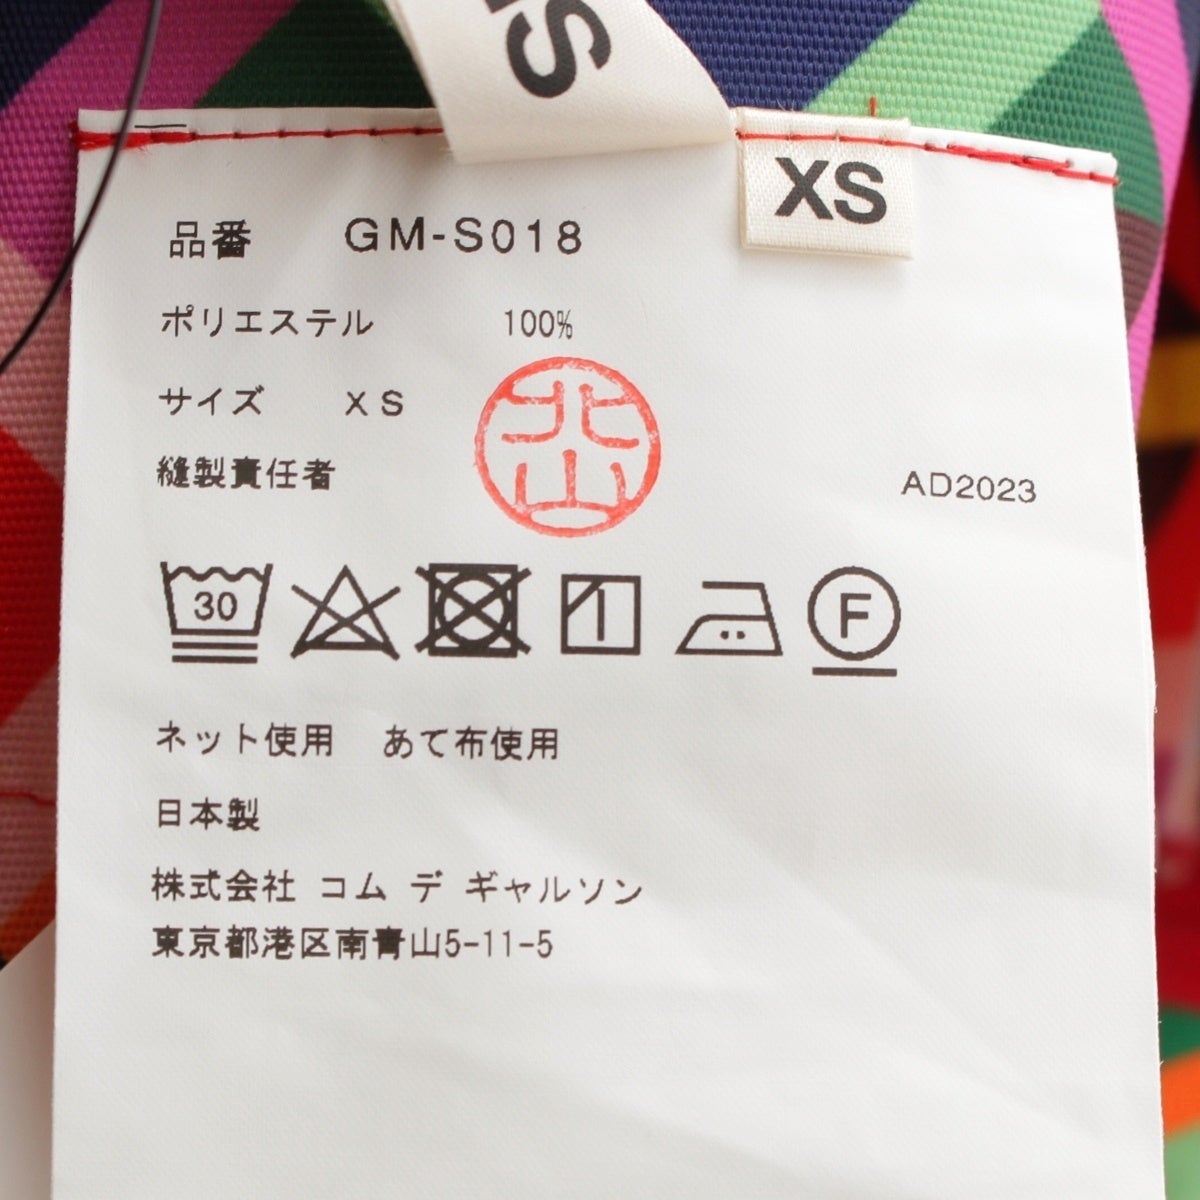 XS
品番 GM-S018
ポリエステル 100%
サイズ XS
縫製責任者
北山
AD2023
30
F
ネット使用 あて布使用
日本製
株式会社 コム デ ギャルソン
東京都港区南青山5-11-5